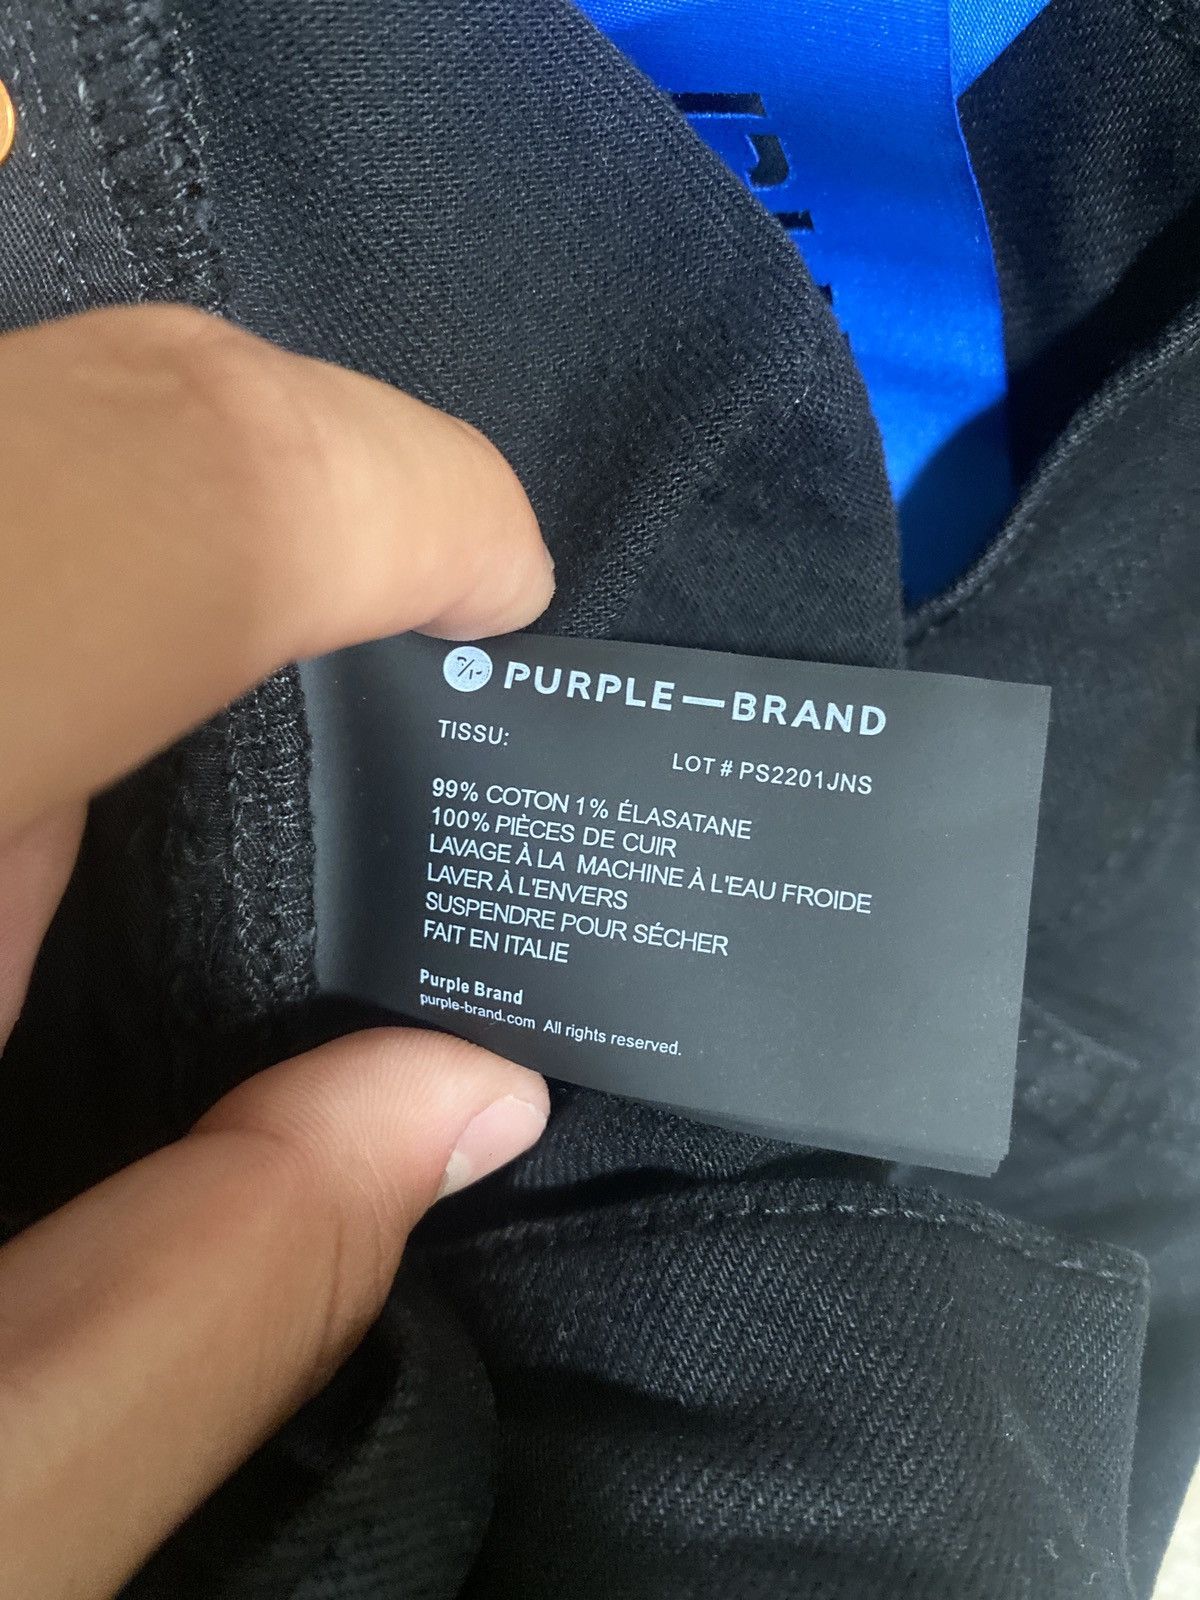 PURPLE—BRAND
TISSU:
LOT # PS2201JNS
99% COTON 1% ÉLASATANE
100% PIÈCES DE CUIR
LAVAGE À LA MACHINE À L'EAU FROIDE
LAVER À L'ENVERS
SUSPENDRE POUR SÉCHER
FAIT EN ITALIE
Purple Brand
purple-brand.com All rights reserved.